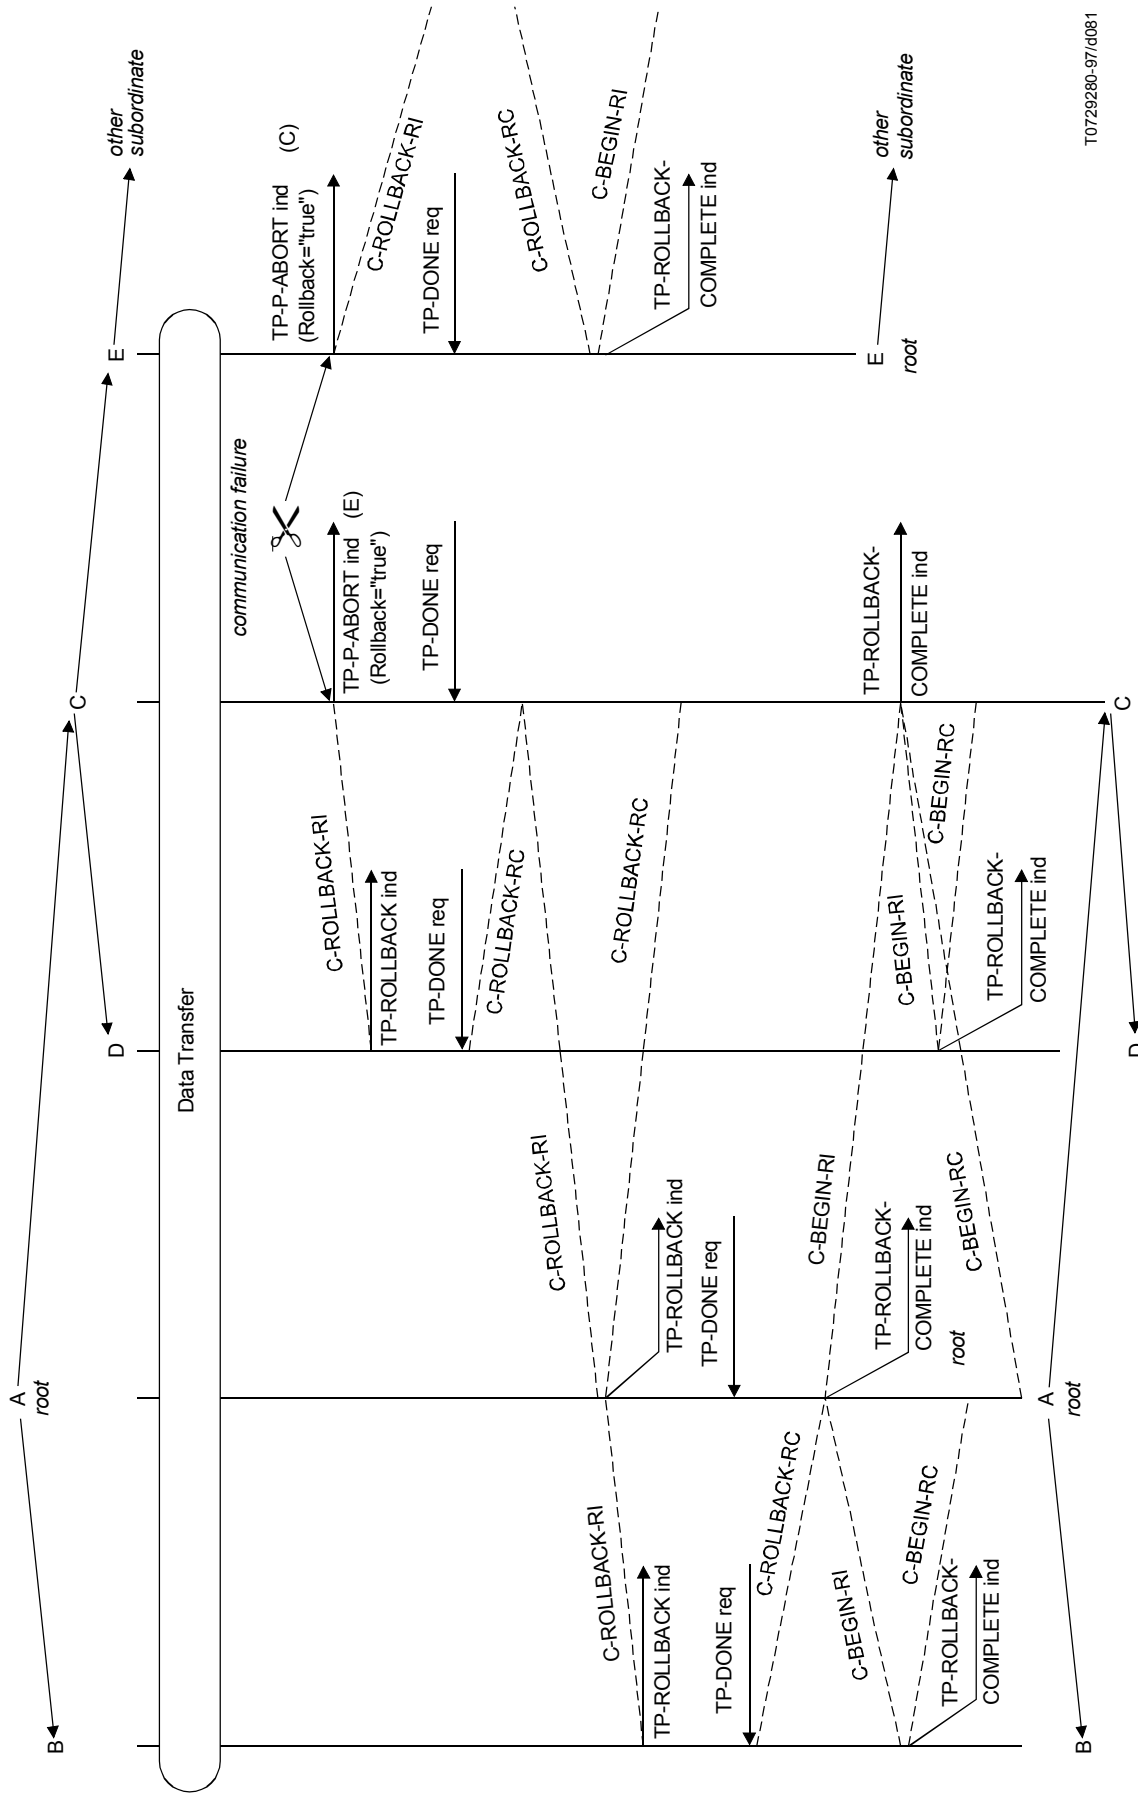 A
root
B
C
D
E
other
subordinate
Data Transfer
communication failure
TP-P-ABORT ind (C)
(Rollback="true")
TP-P-ABORT ind (E)
(Rollback="true")
C-ROLLBACK-RI
C-ROLLBACK-RI
TP-ROLLBACK ind
TP-DONE req
TP-DONE req
TP-DONE req
C-ROLLBACK-RC
C-ROLLBACK-RC
C-ROLLBACK-RI
C-ROLLBACK-RC
C-BEGIN-RI
C-ROLLBACK-RI
TP-ROLLBACK ind
TP-ROLLBACK ind
TP-ROLLBACK-
COMPLETE ind
TP-DONE req
TP-DONE req
C-ROLLBACK-RC
C-BEGIN-RI
C-BEGIN-RI
TP-ROLLBACK-
COMPLETE ind
root
TP-ROLLBACK-
COMPLETE ind
C-BEGIN-RI
C-BEGIN-RC
C-BEGIN-RC
C-BEGIN-RC
TP-ROLLBACK-
COMPLETE ind
TP-ROLLBACK-
COMPLETE ind
E
root
other
subordinate
A
root
B
C
D
T0729280-97/d081